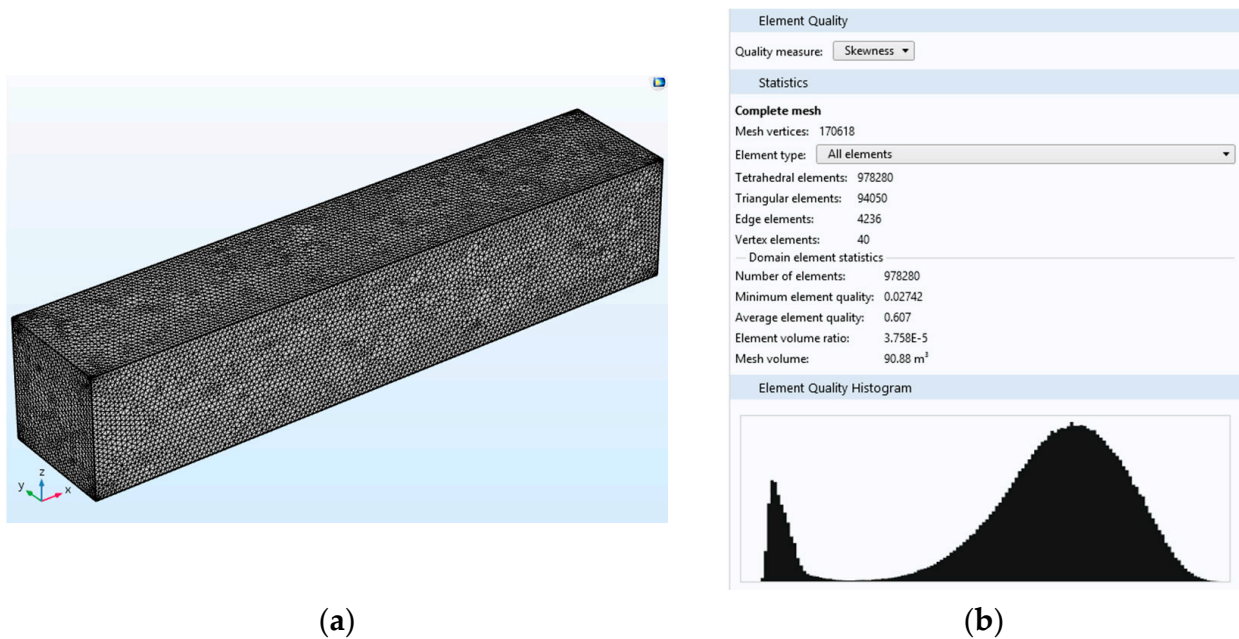 Element Quality
Quality measure: Skewness
Statistics
Complete mesh
Mesh vertices: 170618
Element type: All elements
Tetrahedral elements: 978280
Triangular elements: 94050
Edge elements: 4236
Vertex elements: 40
Domain element statistics
Number of elements: 978280
Minimum element quality: 0.02742
Average element quality: 0.607
Element volume ratio: 3.758E-5
Mesh volume: 90.88 m³
Element Quality Histogram
z
y
x
(a)
(b)